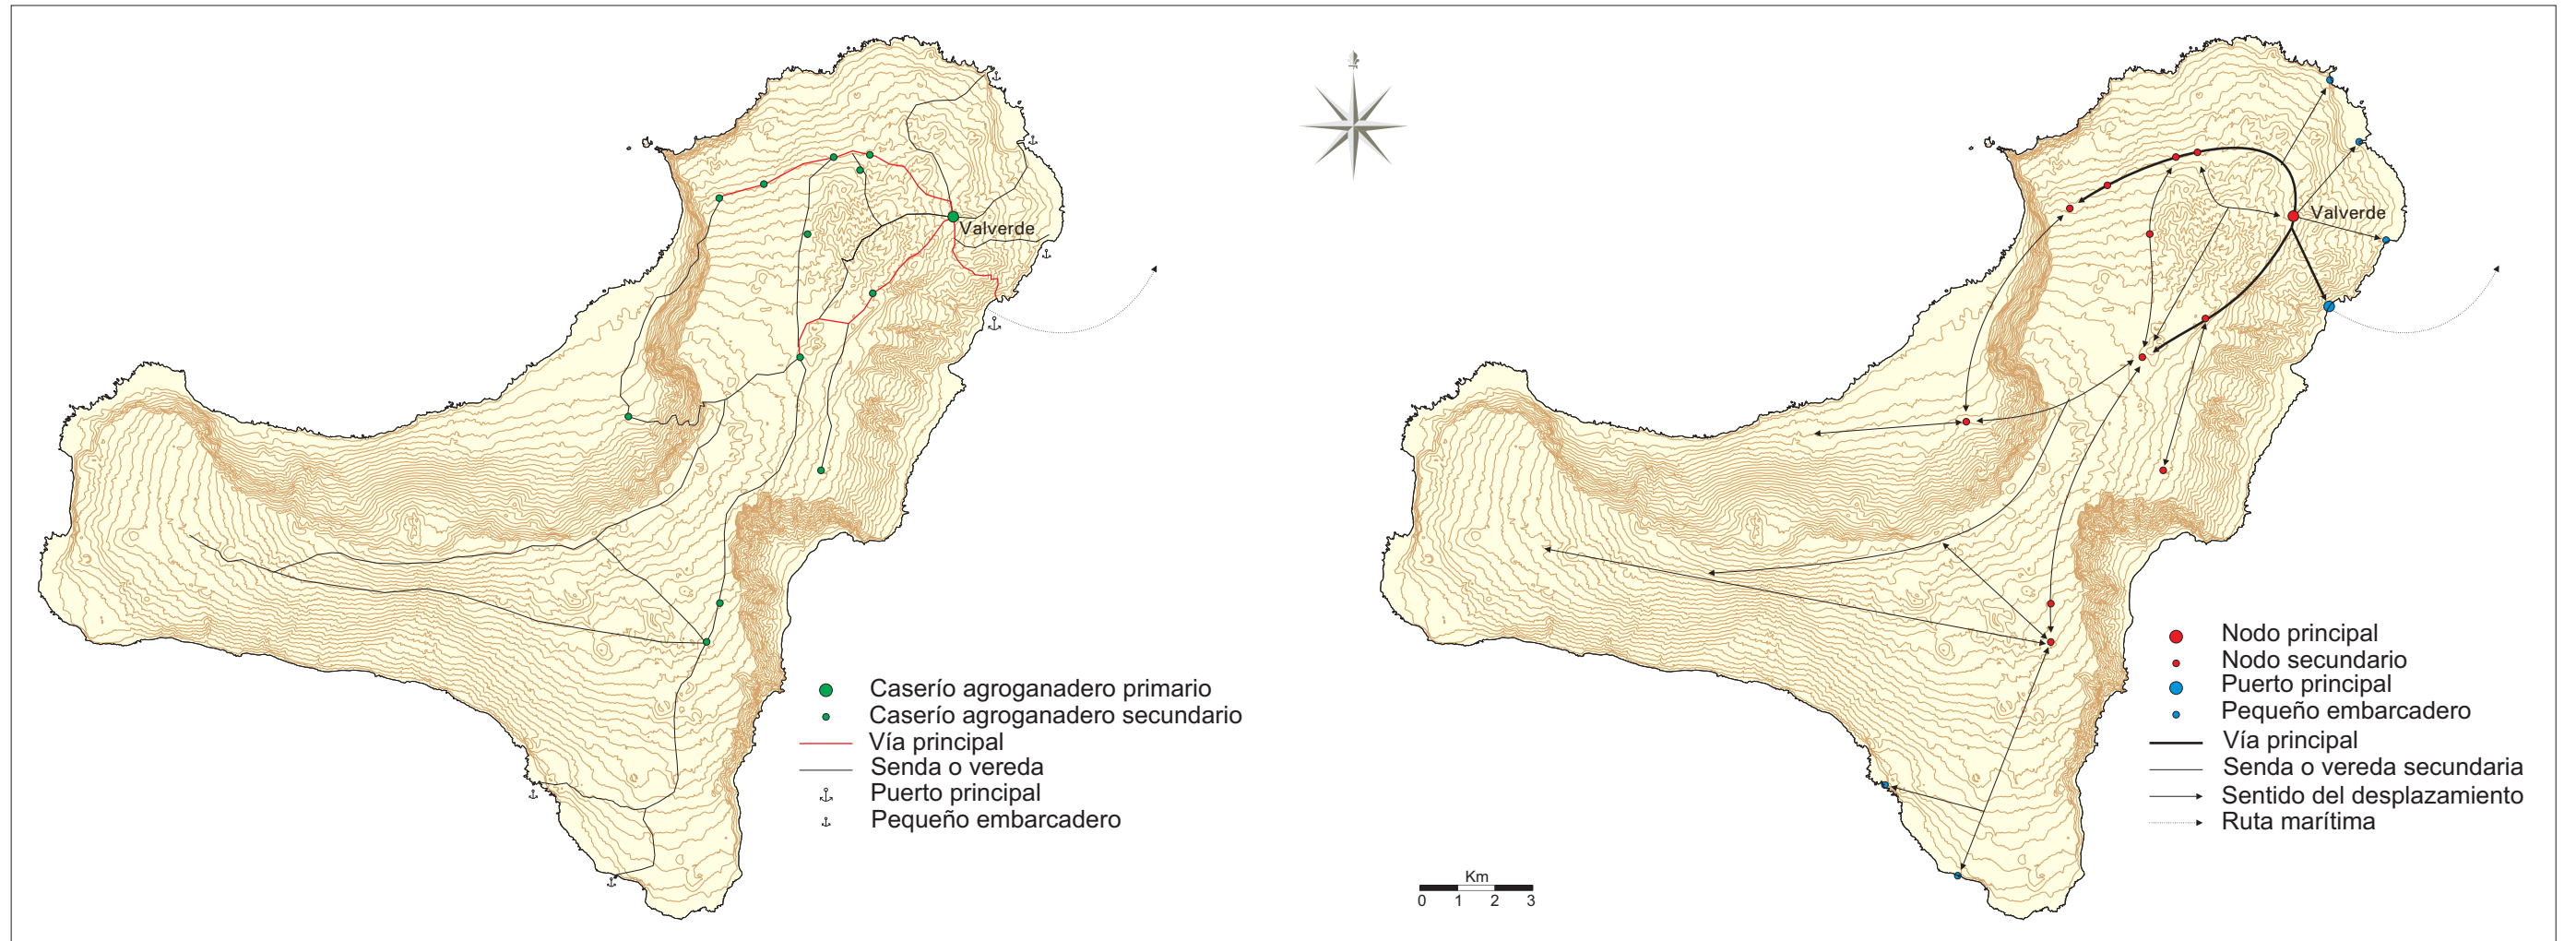 Valverde
Caserío agroganadero primario
Caserío agroganadero secundario
Vía principal
Senda o vereda
Puerto principal
Pequeño embarcadero
Valverde
Nodo principal
Nodo secundario
Puerto principal
Pequeño embarcadero
Vía principal
Senda o vereda secundaria
Sentido del desplazamiento
Ruta marítima
Km
0 1 2 3